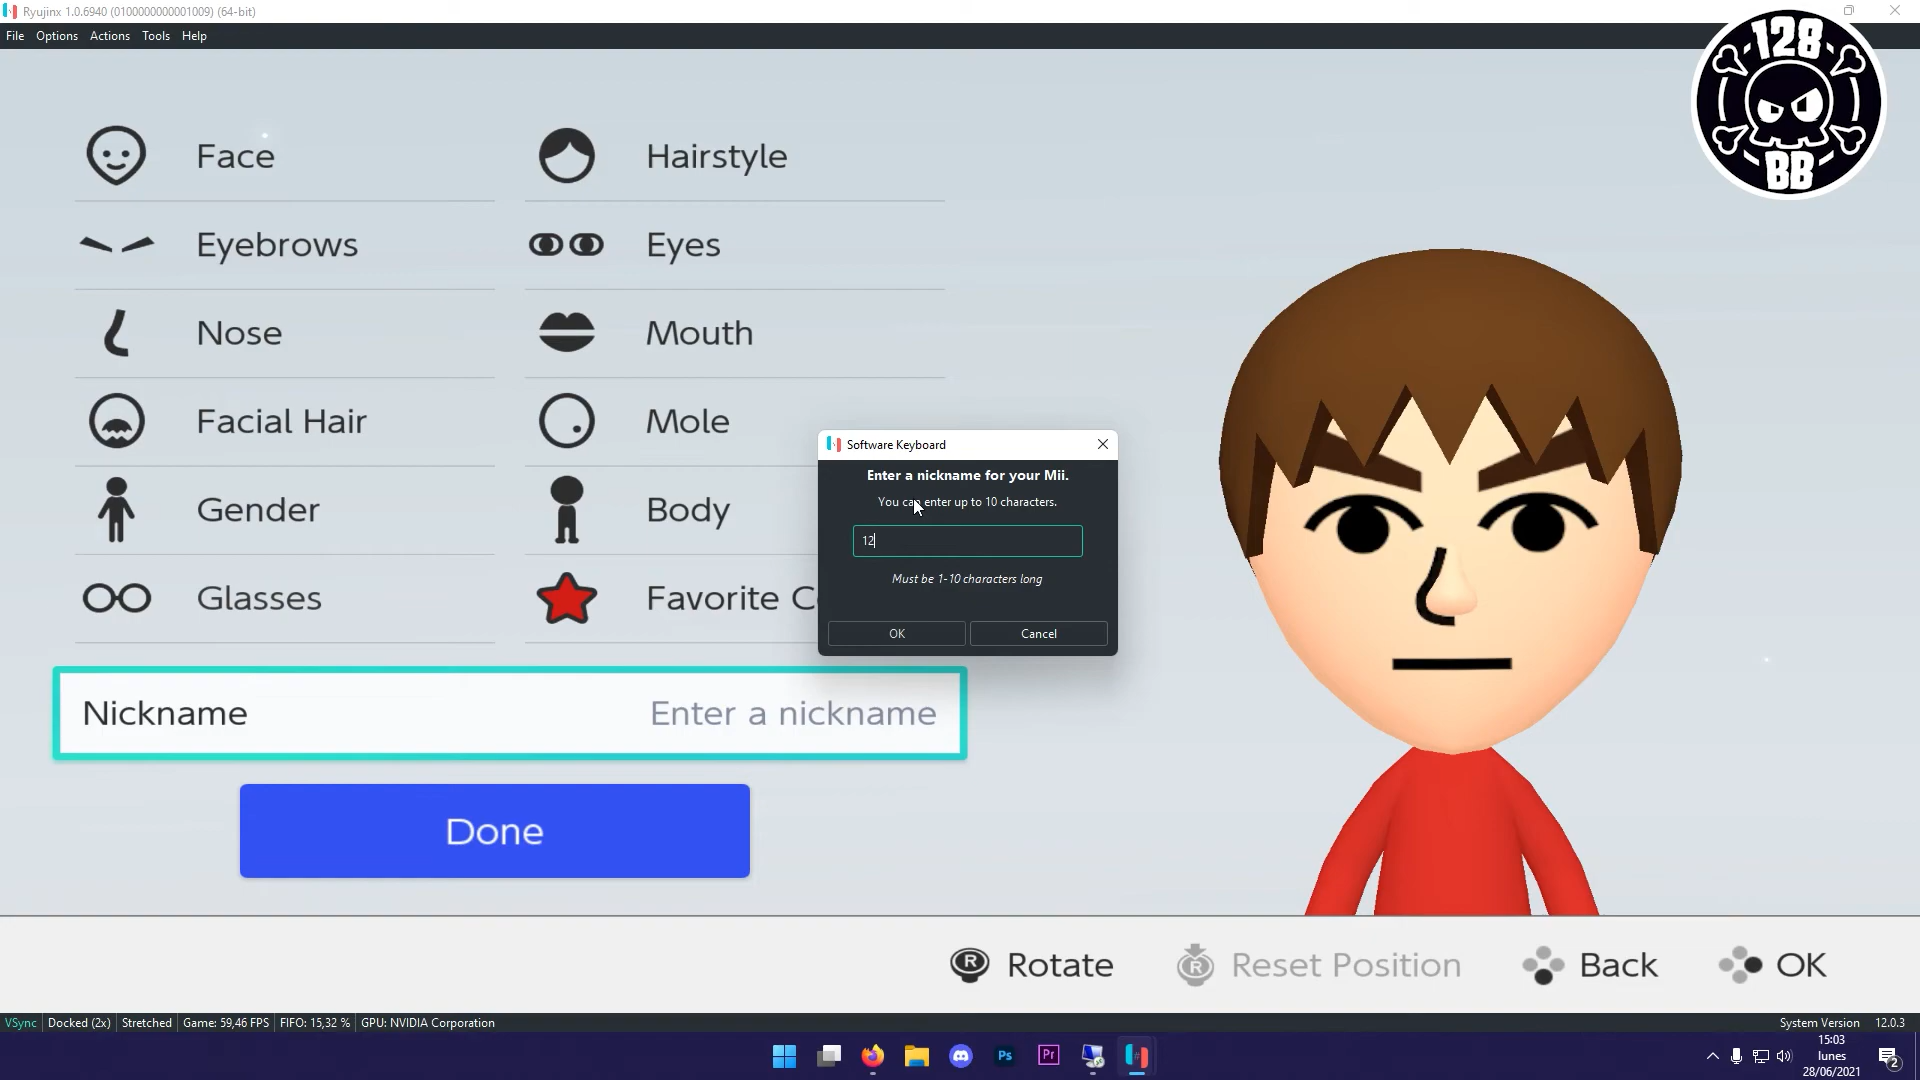 Ryujinx 1.0.6940 (0100000000001009) (64-bit)
File Options Actions Tools Help
128
BB
Face
Hairstyle
Eyebrows
Eyes
Nose
Mouth
Facial Hair
Mole
Gender
Body
Glasses
Favorite C
Software Keyboard
Enter a nickname for your Mii.
You can enter up to 10 characters.
12
Must be 1-10 characters long
OK
Cancel
Nickname
Enter a nickname
Done
R Rotate
R Reset Position
Back
OK
VSync Docked (2x) Stretched Game: 59,46 FPS FIFO: 15,32 % GPU: NVIDIA Corporation
System Version 12.0.3
Ps
Pr
15:03
lunes
28/06/2021
2